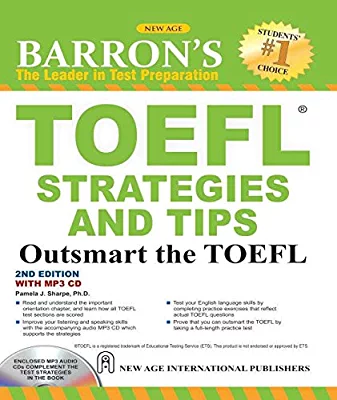 NEW AGE
BARRON'S
The Leader in Test Preparation
STUDENTS'
#1
CHOICE
TOEFL®
STRATEGIES
AND TIPS
Outsmart the TOEFL
2ND EDITION
WITH MP3 CD
Pamela J. Sharpe, Ph.D.
• Read and understand the important
orientation chapter, and learn how all TOEFL
test sections are scored
• Improve your listening and speaking skills
with the accompanying audio MP3 CD which
supports the strategies
• Test your English language skills by
completing practice exercises that reflect
actual TOEFL questions
• Prove that you can outsmart the TOEFL by
taking a full-length practice test
®TOEFL is a registered trademark of Educational Testing Service (ETS). This product is not endorsed or approved by ETS.
ENCLOSED MP3 AUDIO
CDs COMPLEMENT THE
TEST STRATEGIES
IN THE BOOK
NEW AGE INTERNATIONAL PUBLISHERS